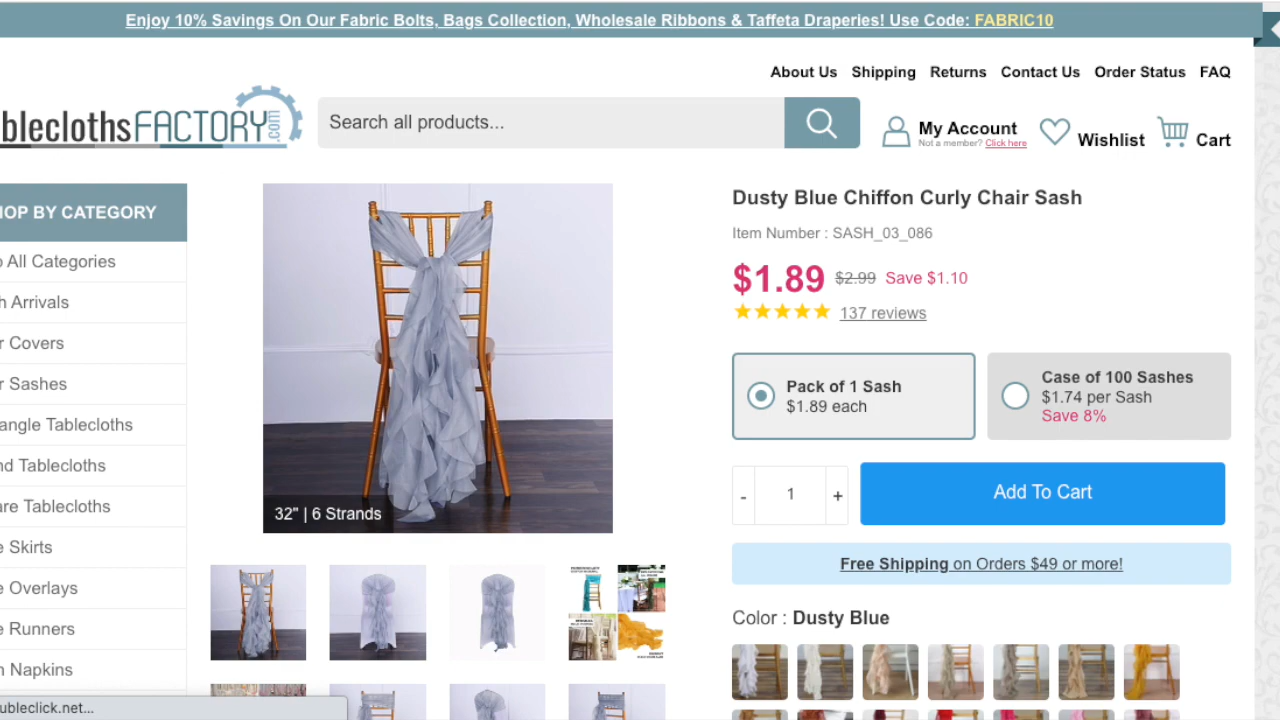 Enjoy 10% Savings On Our Fabric Bolts, Bags Collection, Wholesale Ribbons & Taffeta Draperies! Use Code: FABRIC10
About Us Shipping Returns Contact Us Order Status FAQ
bleclothsFACTORY.com
Search all products...
My Account
Not a member? Click here
Wishlist
Cart
OP BY CATEGORY
All Categories
h Arrivals
r Covers
r Sashes
angle Tablecloths
nd Tablecloths
are Tablecloths
e Skirts
e Overlays
e Runners
h Napkins
ubleclick.net...
32" | 6 Strands
Dusty Blue Chiffon Curly Chair Sash
Item Number : SASH_03_086
$1.89 $2.99 Save $1.10
137 reviews
Pack of 1 Sash
$1.89 each
Case of 100 Sashes
$1.74 per Sash
Save 8%
- 1 +
Add To Cart
Free Shipping on Orders $49 or more!
Color : Dusty Blue